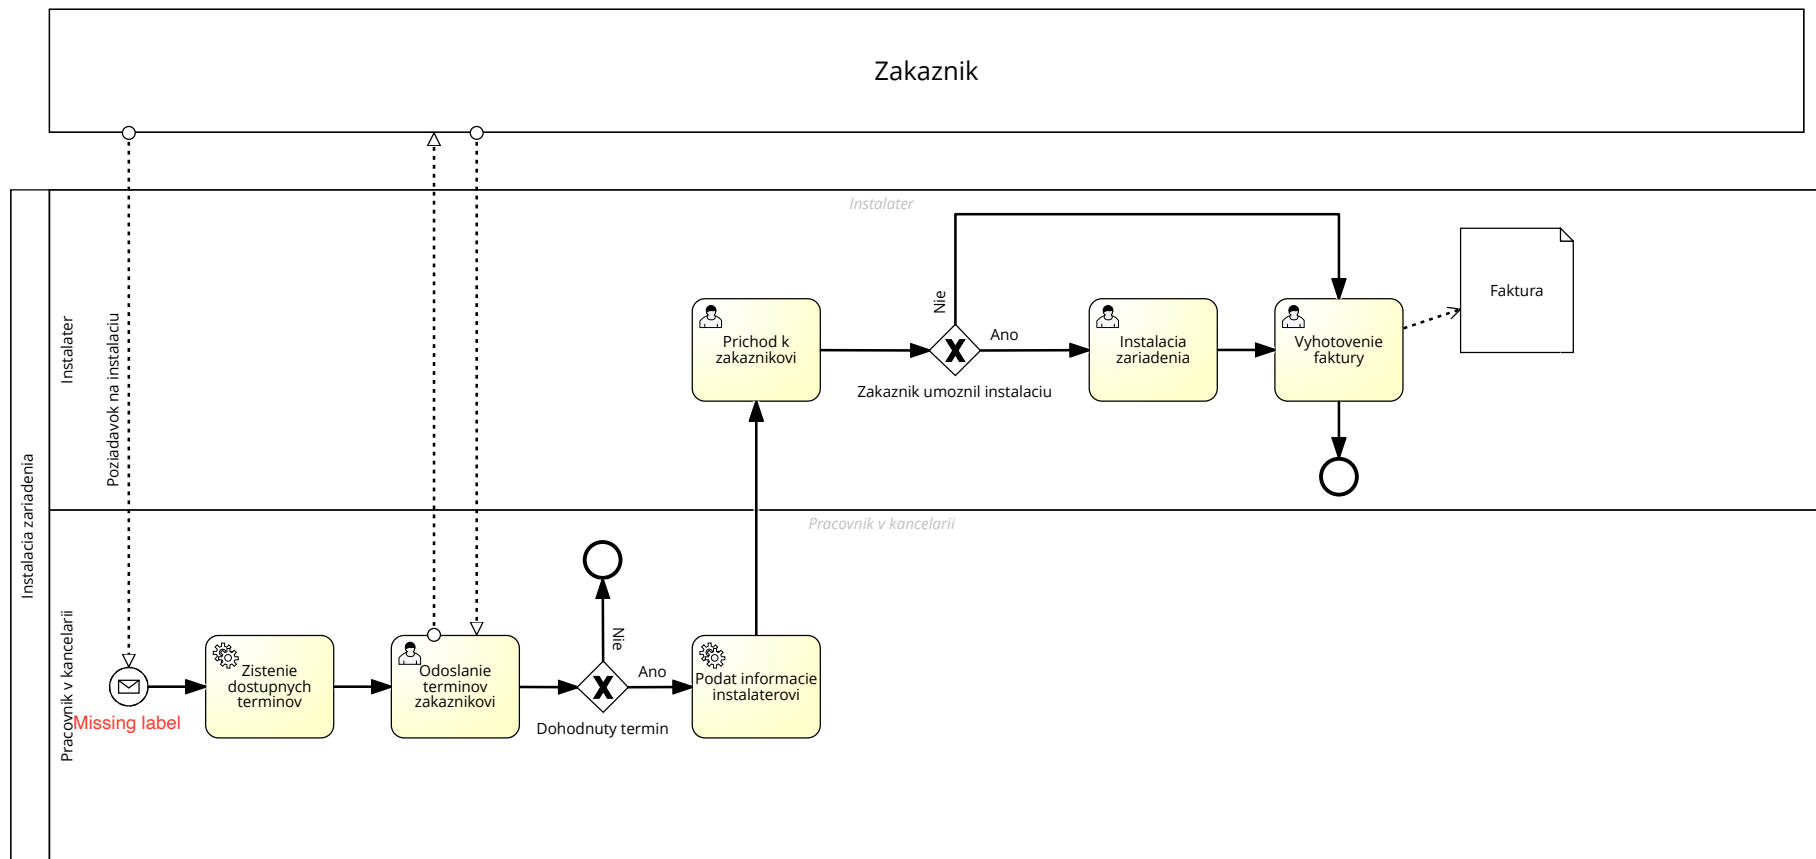 Zakaznik
Instalacia zariadenia
Instalater
Instalater
Poziadavok na instalaciu
Prichod k
zakaznikovi
Nie
Ano
Zakaznik umoznil instalaciu
Instalacia
zariadenia
Vyhotovenie
faktury
Faktura
Pracovnik v kancelarii
Pracovnik v kancelarii
Missing label
Zistenie
dostupnych
terminov
Odoslanie
terminov
zakaznikovi
Nie
Ano
Dohodnuty termin
Podat informacie
instalaterovi